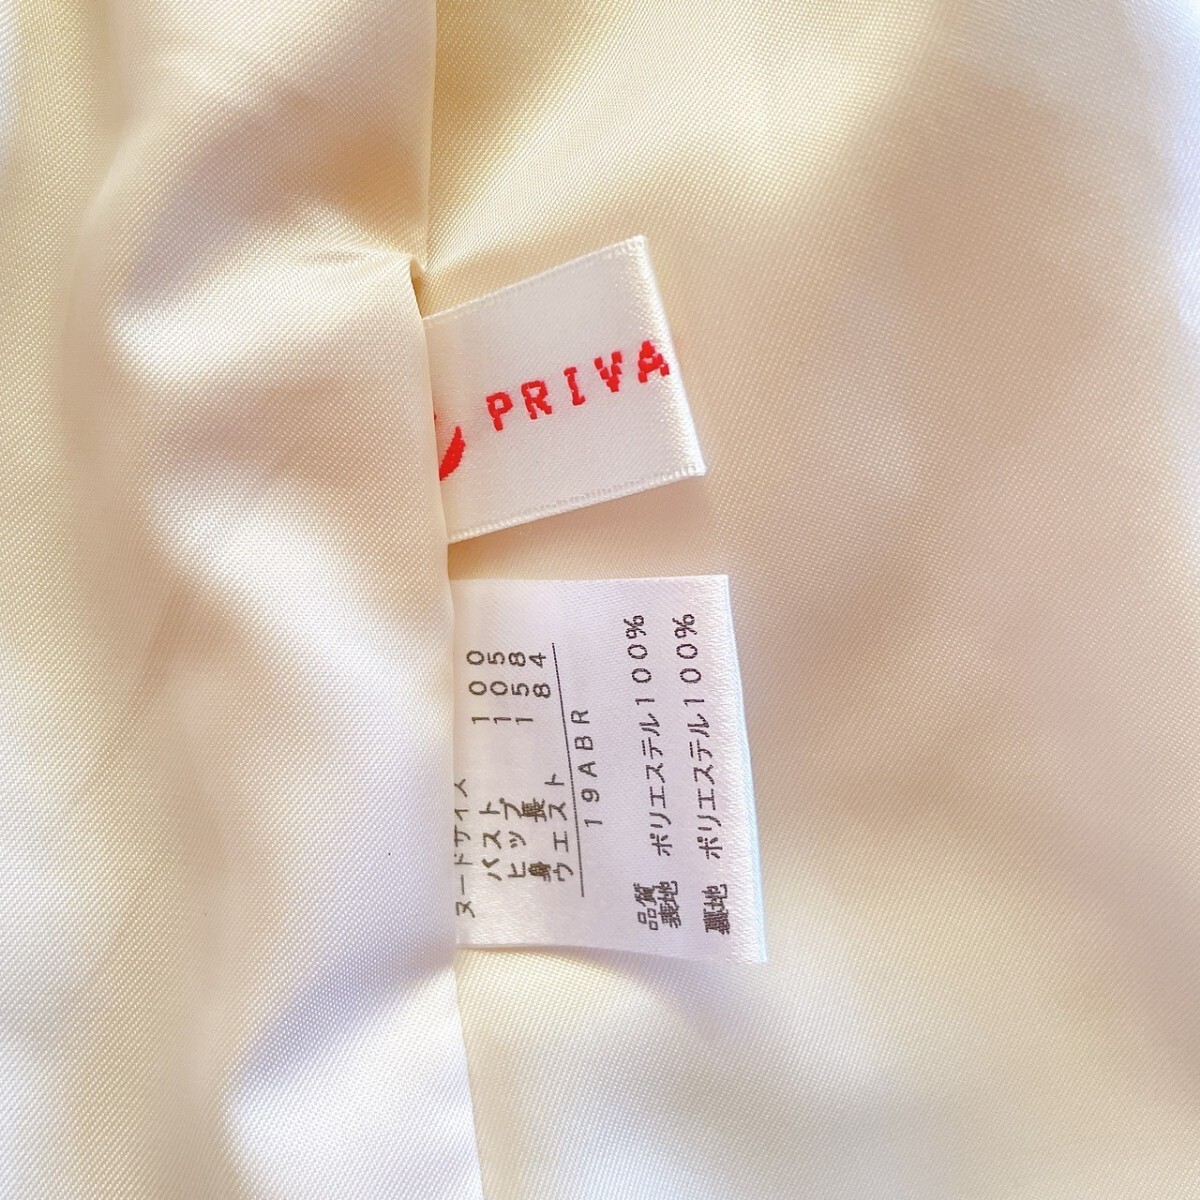 PRIVA
ヌードサイズ
バスト 100
ヒップ 105
身長 158
ウエスト 84
19ABR
品質
表地 ポリエステル100%
裏地 ポリエステル100%